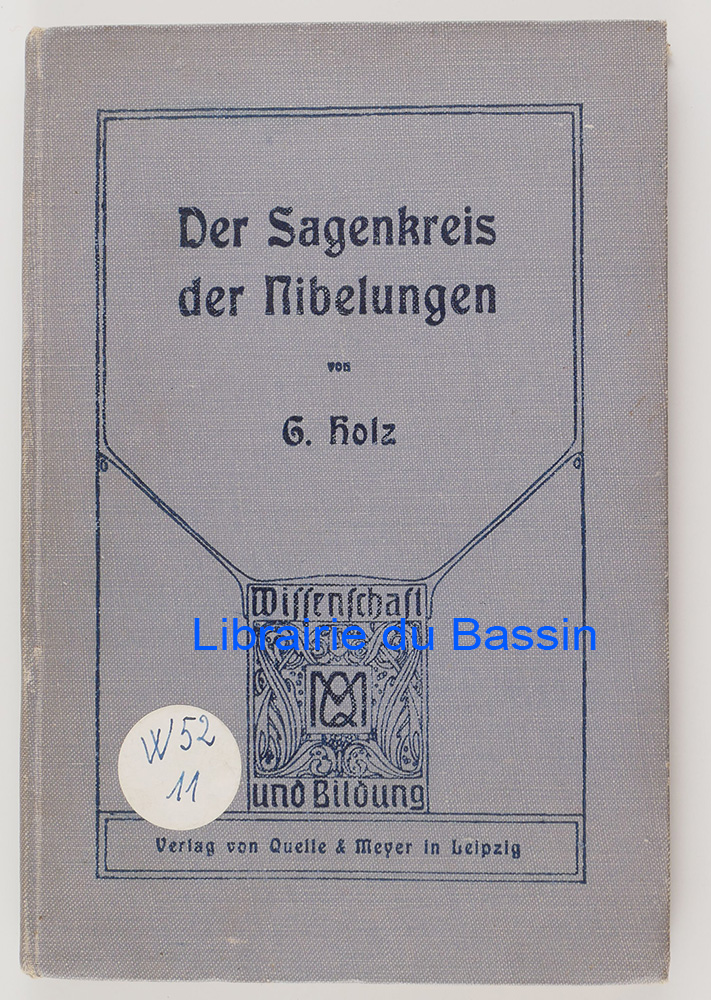 Der Sagenkreis
der Nibelungen
von
G. Holz
Wiſſenſchaft
Librairie du Bassin
MQ
und Bildung
W 52
11
Verlag von Quelle & Meyer in Leipzig